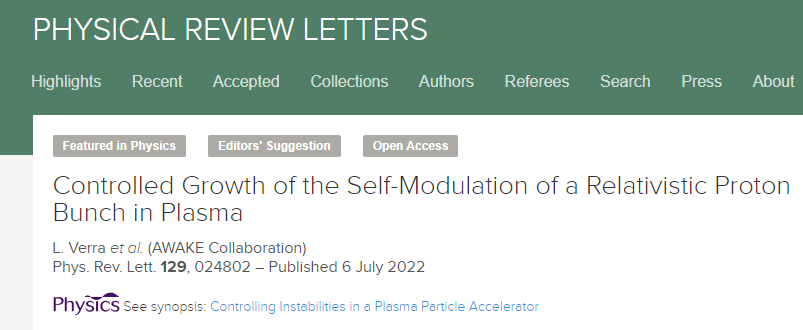 PHYSICAL REVIEW LETTERS
Highlights Recent Accepted Collections Authors Referees Search Press About
Featured in Physics Editors' Suggestion Open Access
Controlled Growth of the Self-Modulation of a Relativistic Proton
Bunch in Plasma
L. Verra et al. (AWAKE Collaboration)
Phys. Rev. Lett. 129, 024802 – Published 6 July 2022
Physics See synopsis: Controlling Instabilities in a Plasma Particle Accelerator